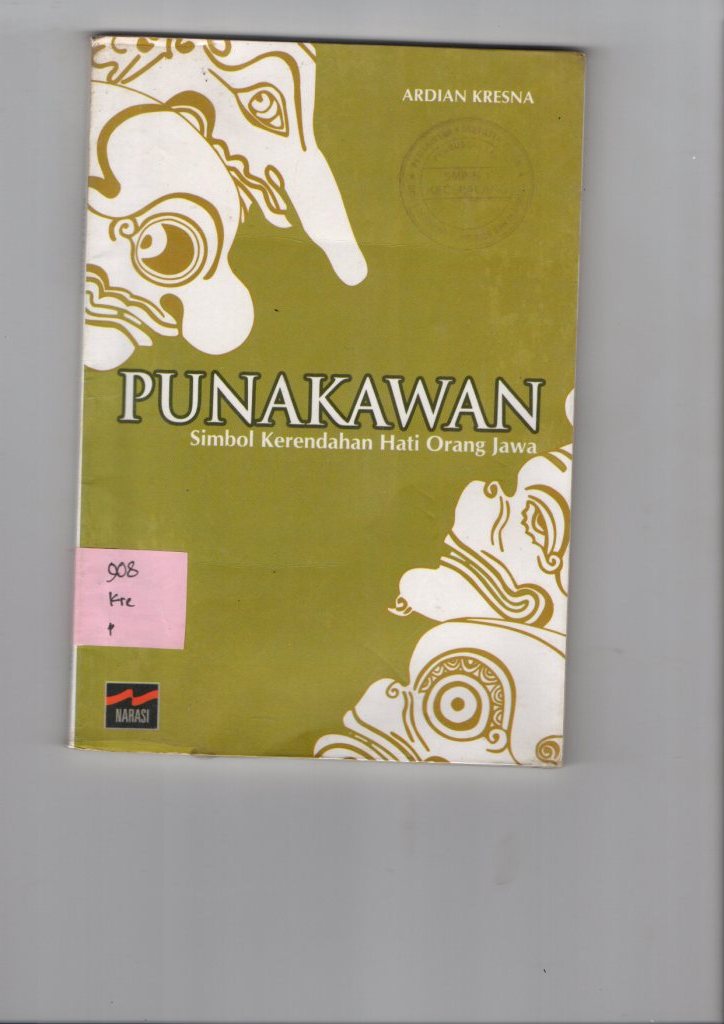 ARDIAN KRESNA
PUNAKAWAN
Simbol Kerendahan Hati Orang Jawa
908
Kre
p
NARASI